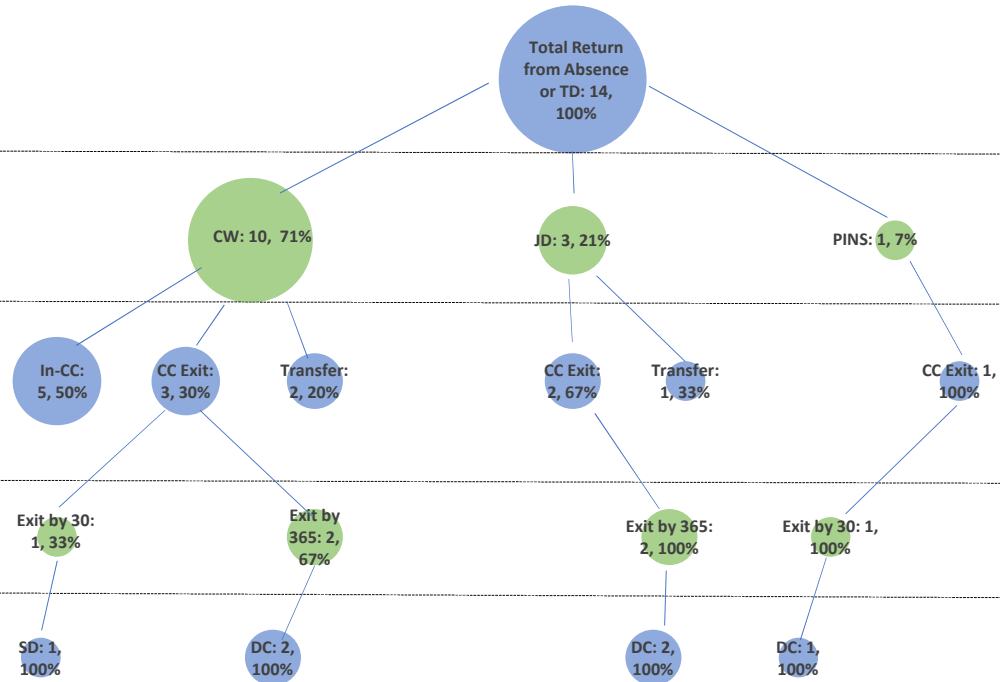 Total Return
from Absence
or TD: 14,
100%
CW: 10,  71%
JD: 3, 21%
PINS: 1, 7%
In-CC:
5, 50%
CC Exit:
3, 30%
Transfer:
2, 20%
CC Exit:
2, 67%
Transfer:
1, 33%
CC Exit: 1,
100%
Exit by 30:
1, 33%
Exit by
365: 2,
67%
Exit by 365:
2, 100%
Exit by 30: 1,
100%
SD: 1,
100%
DC: 2,
100%
DC: 2,
100%
DC: 1,
100%